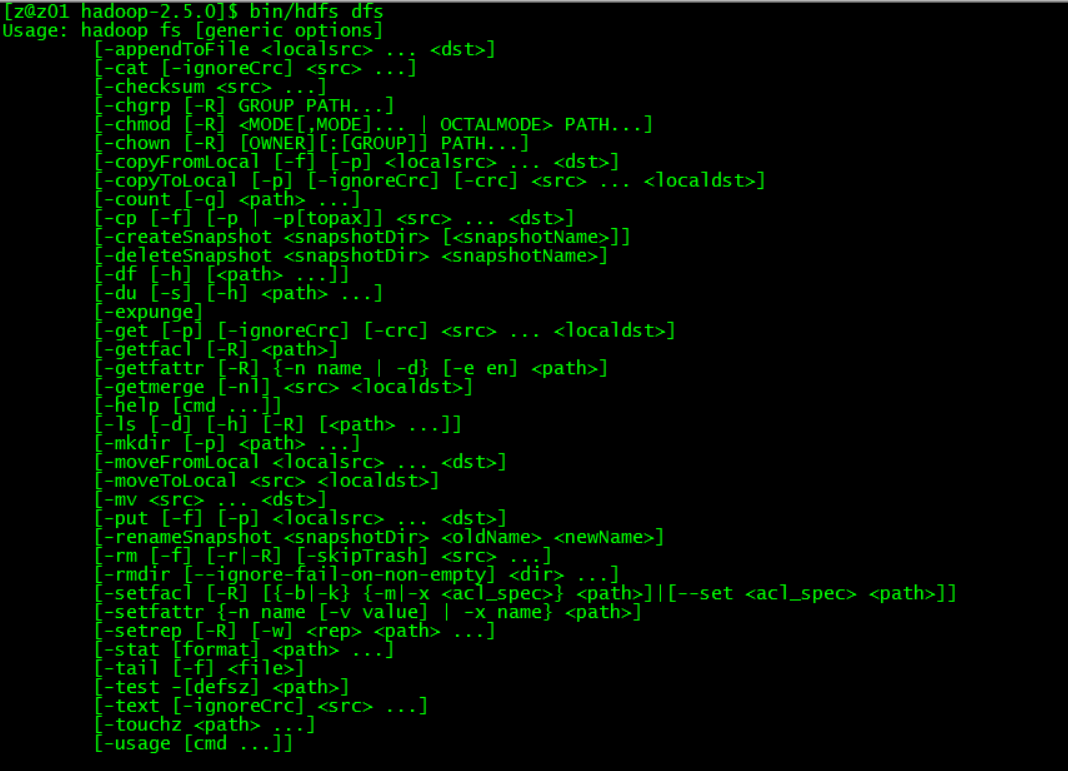 [z@z01 hadoop-2.5.0]$ bin/hdfs dfs
Usage: hadoop fs [generic options]
        [-appendToFile <localsrc> ... <dst>]
        [-cat [-ignoreCrc] <src> ...]
        [-checksum <src> ...]
        [-chgrp [-R] GROUP PATH...]
        [-chmod [-R] <MODE[,MODE]... | OCTALMODE> PATH...]
        [-chown [-R] [OWNER][:[GROUP]] PATH...]
        [-copyFromLocal [-f] [-p] <localsrc> ... <dst>]
        [-copyToLocal [-p] [-ignoreCrc] [-crc] <src> ... <localdst>]
        [-count [-q] <path> ...]
        [-cp [-f] [-p | -p[topax]] <src> ... <dst>]
        [-createSnapshot <snapshotDir> [<snapshotName>]]
        [-deleteSnapshot <snapshotDir> <snapshotName>]
        [-df [-h] [<path> ...]]
        [-du [-s] [-h] <path> ...]
        [-expunge]
        [-get [-p] [-ignoreCrc] [-crc] <src> ... <localdst>]
        [-getfacl [-R] <path>]
        [-getfattr [-R] {-n name | -d} [-e en] <path>]
        [-getmerge [-nl] <src> <localdst>]
        [-help [cmd ...]]
        [-ls [-d] [-h] [-R] [<path> ...]]
        [-mkdir [-p] <path> ...]
        [-moveFromLocal <localsrc> ... <dst>]
        [-moveToLocal <src> <localdst>]
        [-mv <src> ... <dst>]
        [-put [-f] [-p] <localsrc> ... <dst>]
        [-renameSnapshot <snapshotDir> <oldName> <newName>]
        [-rm [-f] [-r|-R] [-skipTrash] <src> ...]
        [-rmdir [--ignore-fail-on-non-empty] <dir> ...]
        [-setfacl [-R] [{-b|-k} {-m|-x <acl_spec>} <path>]|[--set <acl_spec> <path>]]
        [-setfattr {-n name [-v value] | -x name} <path>]
        [-setrep [-R] [-w] <rep> <path> ...]
        [-stat [format] <path> ...]
        [-tail [-f] <file>]
        [-test -[defsz] <path>]
        [-text [-ignoreCrc] <src> ...]
        [-touchz <path> ...]
        [-usage [cmd ...]]